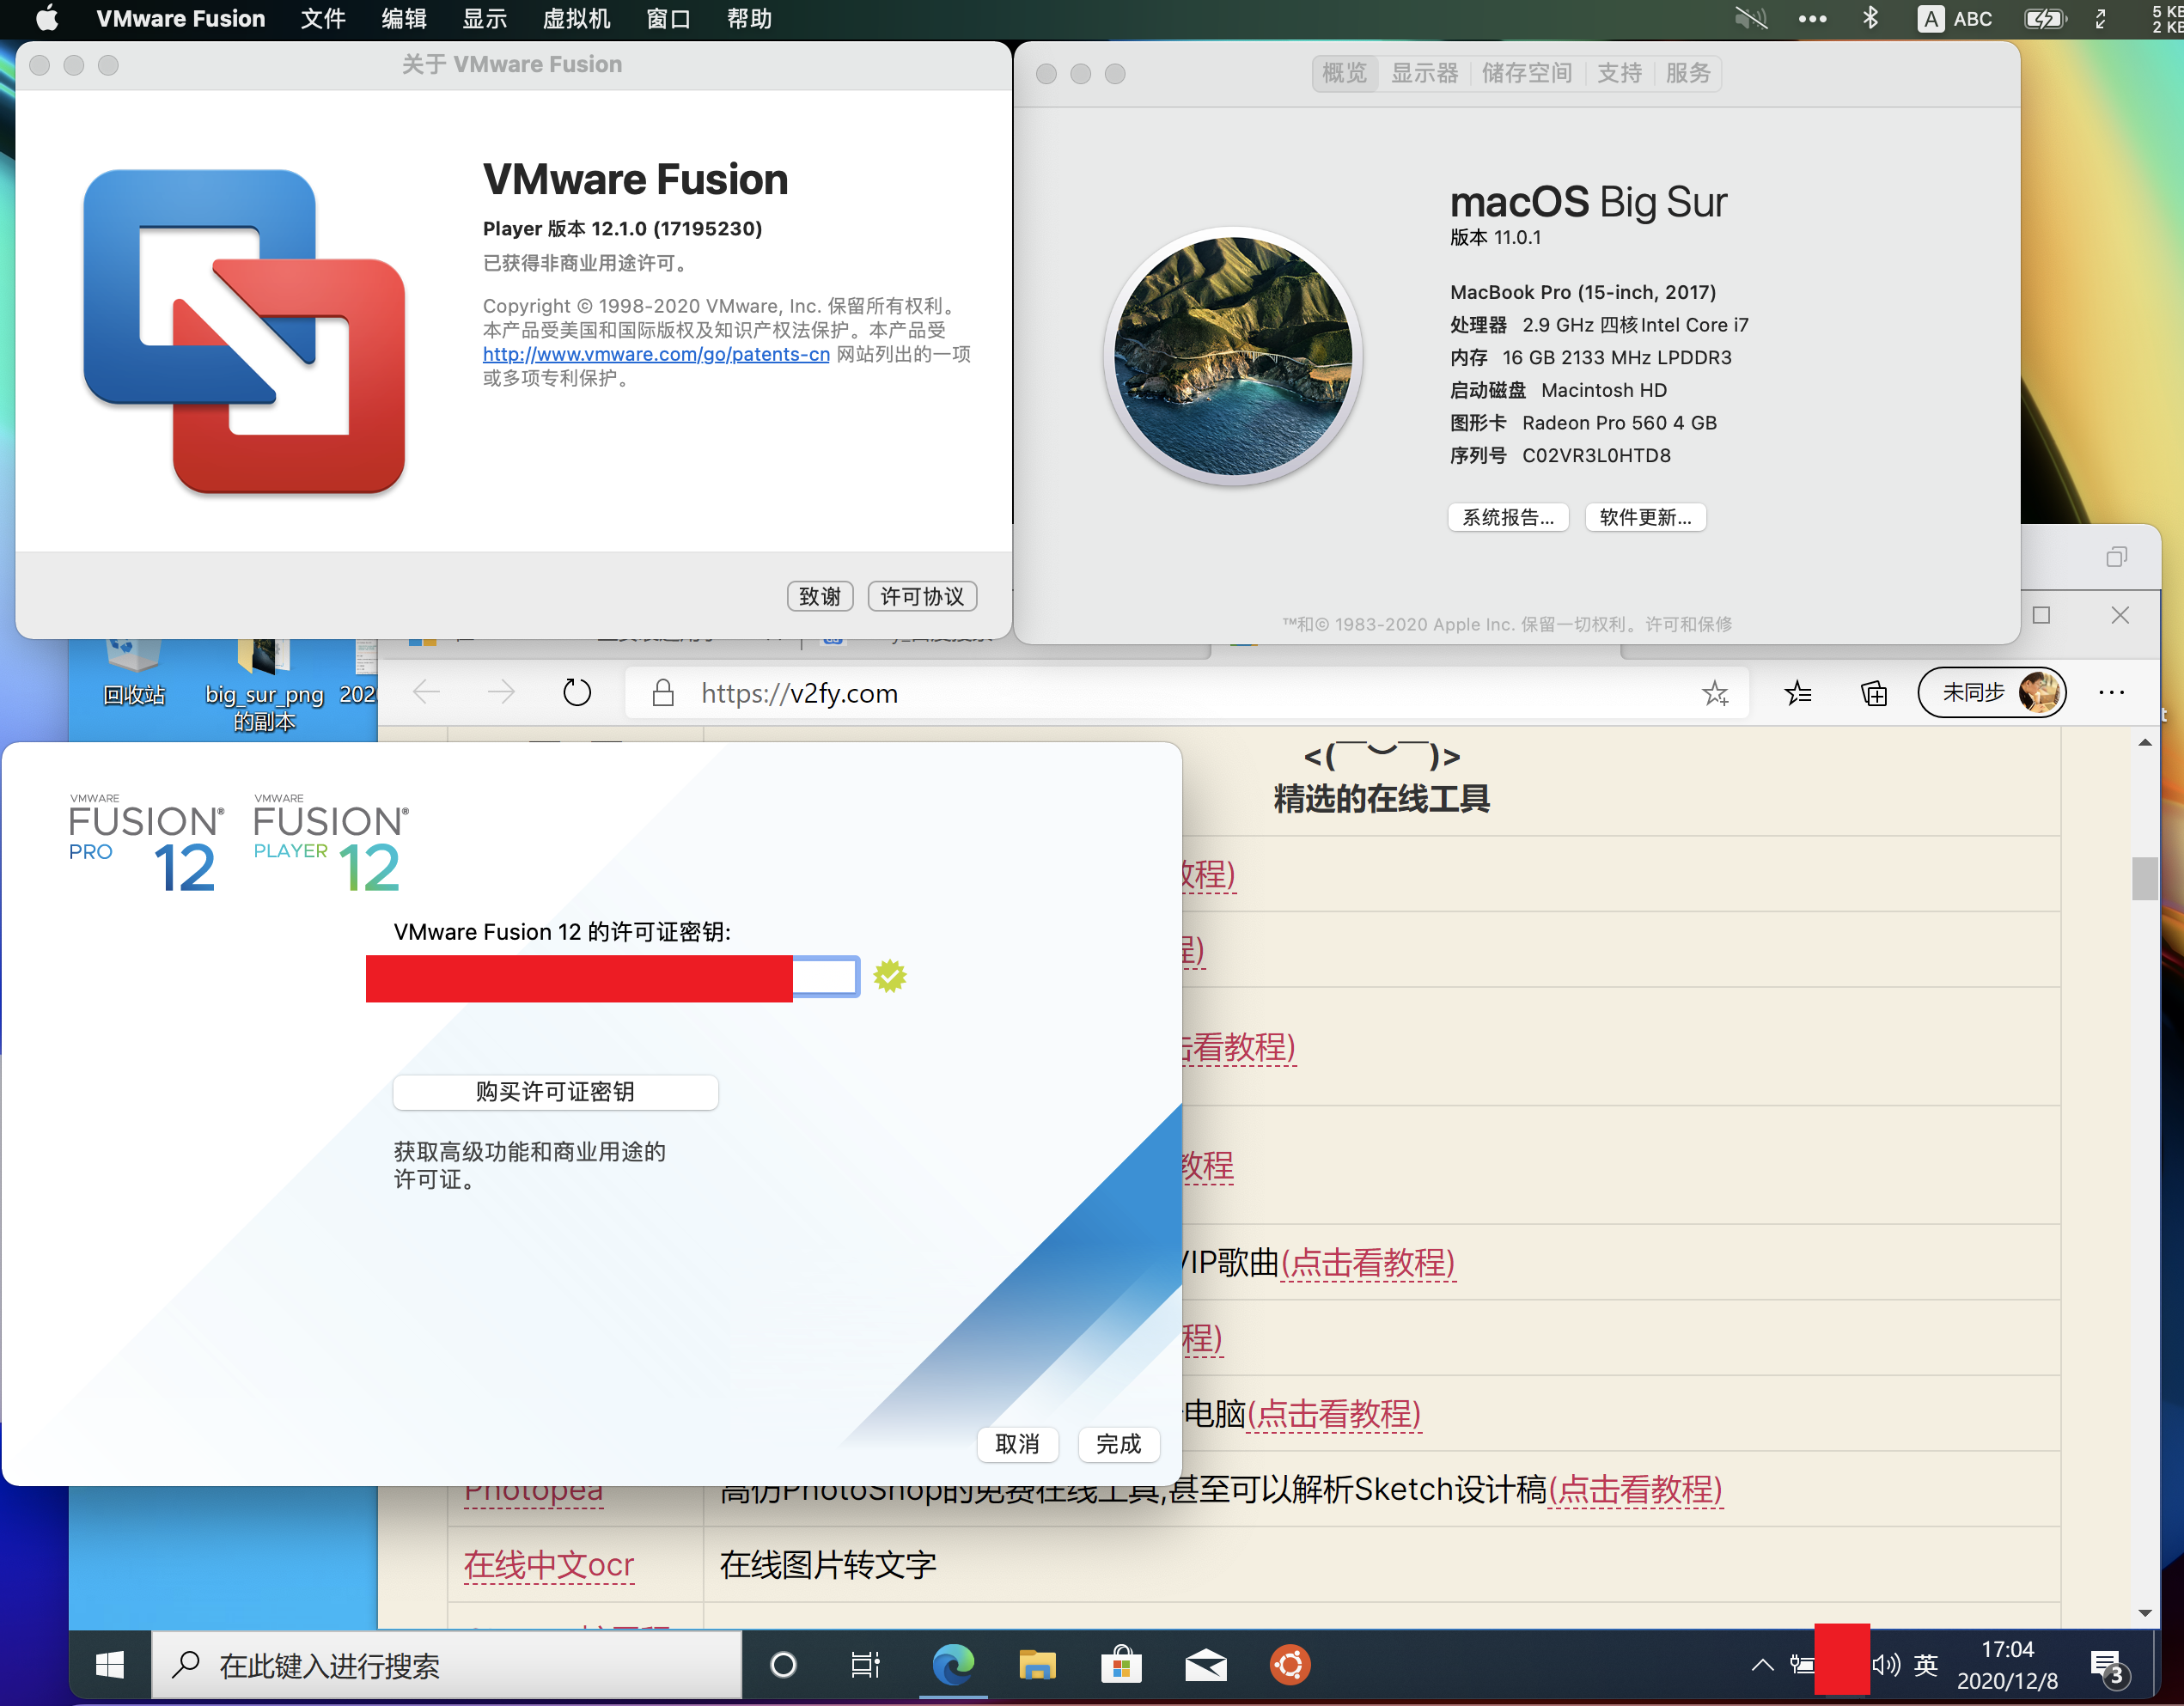 VMware Fusion 文件 编辑 显示 虚拟机 窗口 帮助
A ABC
关于 VMware Fusion
VMware Fusion
Player 版本 12.1.0 (17195230)
已获得非商业用途许可。
Copyright © 1998-2020 VMware, Inc. 保留所有权利。
本产品受美国和国际版权及知识产权法保护。本产品受
http://www.vmware.com/go/patents-cn 网站列出的一项
或多项专利保护。
致谢 许可协议
概览 显示器 储存空间 支持 服务
macOS Big Sur
版本 11.0.1
MacBook Pro (15-inch, 2017)
处理器 2.9 GHz 四核Intel Core i7
内存 16 GB 2133 MHz LPDDR3
启动磁盘 Macintosh HD
图形卡 Radeon Pro 560 4 GB
序列号 C02VR3L0HTD8
系统报告... 软件更新...
™和© 1983-2020 Apple Inc. 保留一切权利。许可和保修
回收站
big_sur_png
的副本
https://v2fy.com
未同步
<(￣︶￣)>
精选的在线工具
VMWARE
FUSION®
PRO 12
VMWARE
FUSION®
PLAYER 12
VMware Fusion 12 的许可证密钥:
购买许可证密钥
获取高级功能和商业用途的
许可证。
取消 完成
教程)
程)
击看教程)
教程
VIP歌曲(点击看教程)
程)
电脑(点击看教程)
Photopea 高仿PhotoShop的免费在线工具,甚至可以解析Sketch设计稿(点击看教程)
在线中文ocr 在线图片转文字
在此键入进行搜索
英
17:04
2020/12/8
3